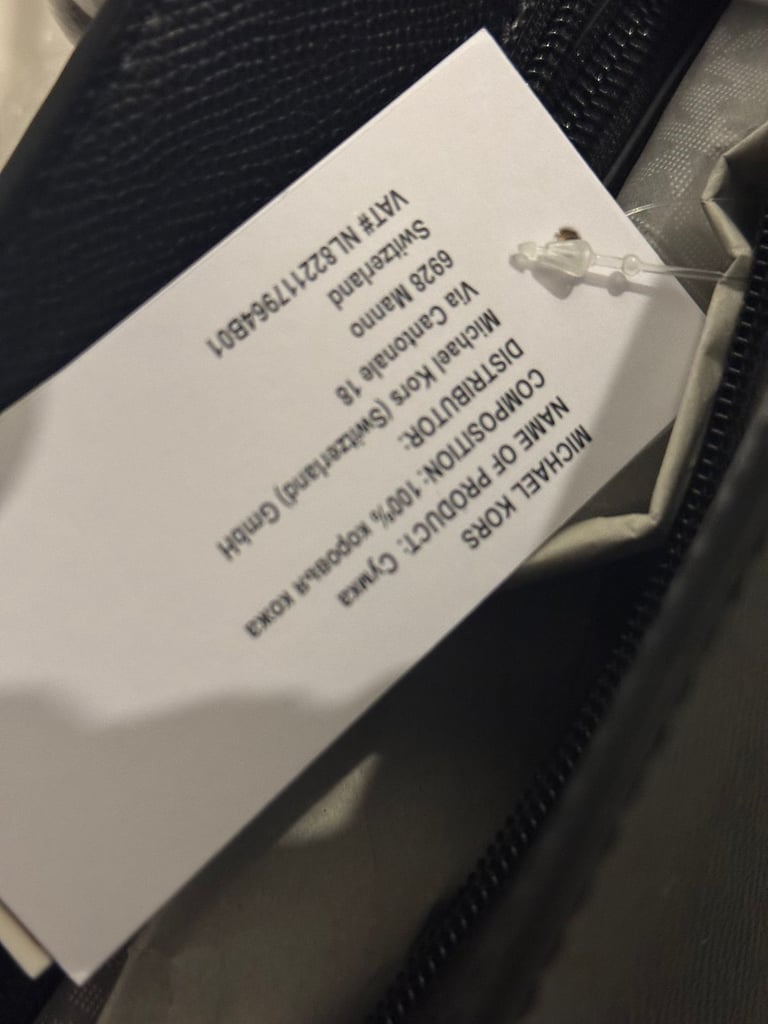 MICHAEL KORS
NAME OF PRODUCT: Сумка
COMPOSITION: 100% коровья кожа
DISTRIBUTOR:
Michael Kors (Switzerland) GmbH
Via Cantonale 18
6928 Manno
Switzerland
VAT# NL822117964B01